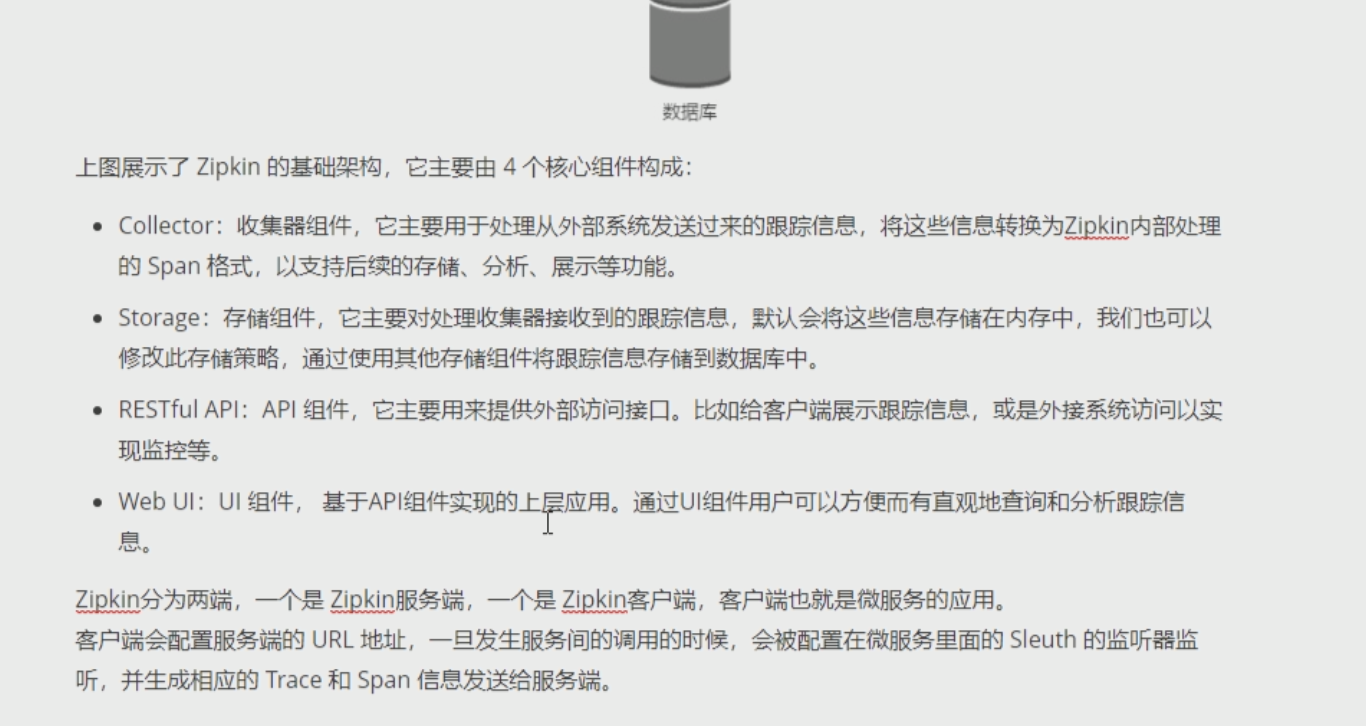 数据库
上图展示了 Zipkin 的基础架构，它主要由 4 个核心组件构成：
Collector：收集器组件，它主要用于处理从外部系统发送过来的跟踪信息，将这些信息转换为Zipkin内部处理
的 Span 格式，以支持后续的存储、分析、展示等功能。
Storage：存储组件，它主要对处理收集器接收到的跟踪信息，默认会将这些信息存储在内存中，我们也可以
修改此存储策略，通过使用其他存储组件将跟踪信息存储到数据库中。
RESTful API：API 组件，它主要用来提供外部访问接口。比如给客户端展示跟踪信息，或是外接系统访问以实
现监控等。
Web UI：UI 组件， 基于API组件实现的上层应用。通过UI组件用户可以方便而有直观地查询和分析跟踪信
息。
Zipkin分为两端，一个是 Zipkin服务端，一个是 Zipkin客户端，客户端也就是微服务的应用。
客户端会配置服务端的 URL 地址，一旦发生服务间的调用的时候，会被配置在微服务里面的 Sleuth 的监听器监
听，并生成相应的 Trace 和 Span 信息发送给服务端。